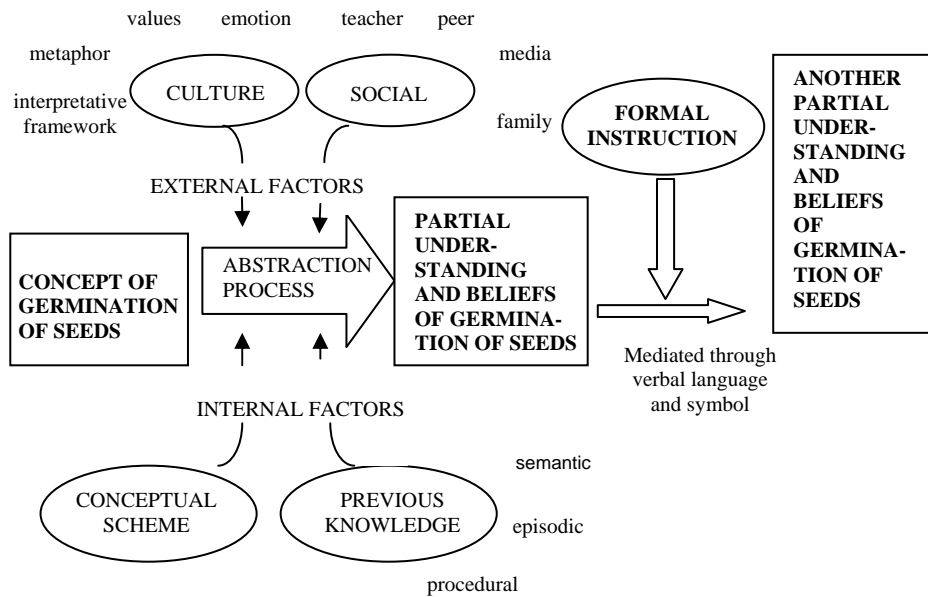 values
emotion
teacher
peer
metaphor
media
interpretative
framework
CULTURE
SOCIAL
family
FORMAL
INSTRUCTION
ANOTHER
PARTIAL
UNDER-
STANDING
AND
BELIEFS
OF
GERMINA-
TION OF
SEEDS
EXTERNAL FACTORS
CONCEPT OF
GERMINATION
OF SEEDS
ABSTRACTION
PROCESS
PARTIAL
UNDER-
STANDING
AND BELIEFS
OF GERMINA-
TION OF SEEDS
Mediated through
verbal language
and symbol
INTERNAL FACTORS
CONCEPTUAL
SCHEME
PREVIOUS
KNOWLEDGE
semantic
episodic
procedural